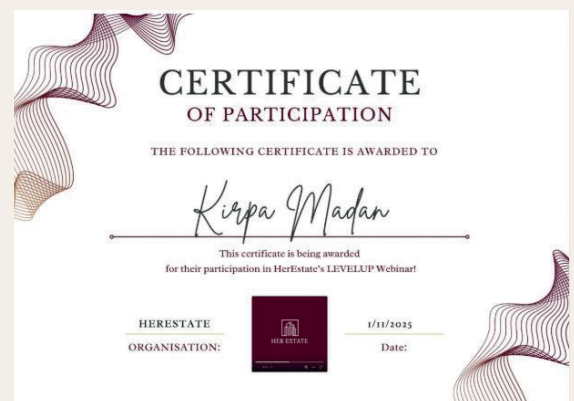 CERTIFICATE
OF PARTICIPATION
THE FOLLOWING CERTIFICATE IS AWARDED TO
Kirpa Madan
This certificate is being awarded
for their participation in HerEstate's LEVELUP Webinar!
HERESTATE
ORGANISATION:
HER ESTATE
1/11/2025
Date: